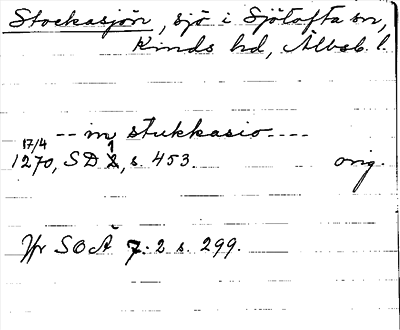 Stockasjön, sjö i Sjötofta sn,
Kinds hd, Älvsb. l.
-- in stukkasio ----
17/4 1270, SD 1, s. 453. orig.
Jfr SOÄ 7:2 s. 299.